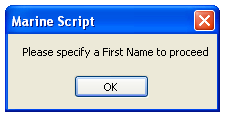 Marine Script
Please specify a First Name to proceed
OK